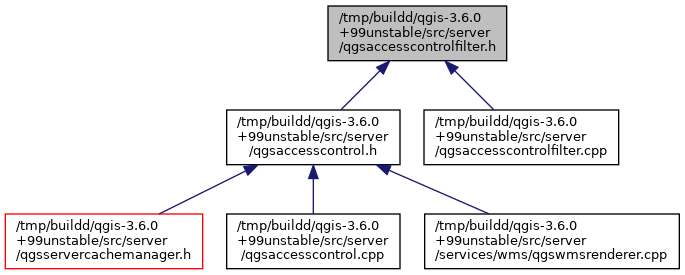 /tmp/buildd/qgis-3.6.0
+99unstable/src/server
/qgsaccesscontrolfilter.h
/tmp/buildd/qgis-3.6.0
+99unstable/src/server
/qgsaccesscontrol.h
/tmp/buildd/qgis-3.6.0
+99unstable/src/server
/qgsaccesscontrolfilter.cpp
/tmp/buildd/qgis-3.6.0
+99unstable/src/server
/qgsservercachemanager.h
/tmp/buildd/qgis-3.6.0
+99unstable/src/server
/qgsaccesscontrol.cpp
/tmp/buildd/qgis-3.6.0
+99unstable/src/server
/services/wms/qgswmsrenderer.cpp